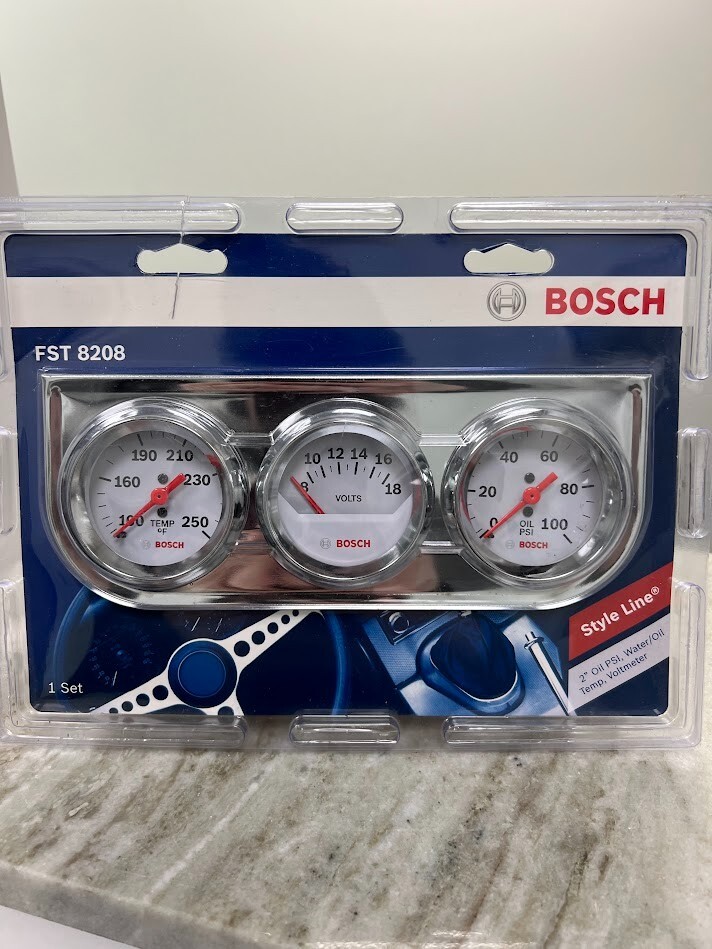 BOSCH
FST 8208
190 210
160 230
100 TEMP 250
°F
BOSCH
8 10 12 14 16 18
VOLTS
BOSCH
40 60
20 80
0 OIL 100
PSI
BOSCH
Style Line®
2" Oil PSI, Water/Oil
Temp, Voltmeter
1 Set